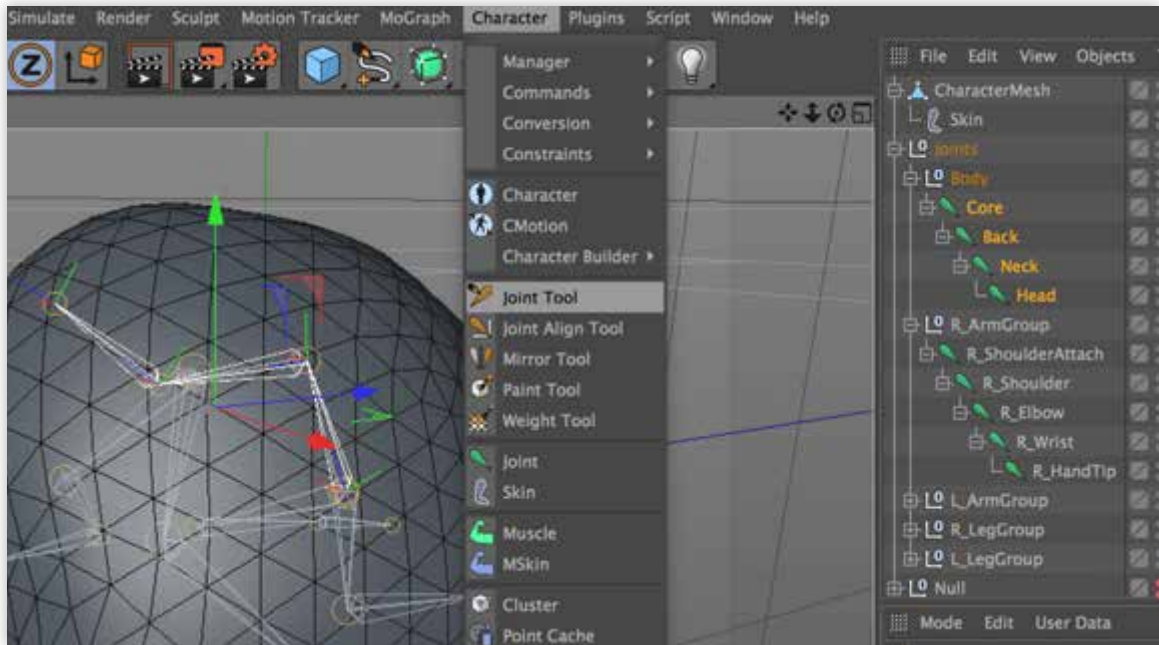 Simulate Render Sculpt Motion Tracker MoGraph Character Plugins Script Window Help
Manager
Commands
Conversion
Constraints
Character
CMotion
Character Builder
Joint Tool
Joint Align Tool
Mirror Tool
Paint Tool
Weight Tool
Joint
Skin
Muscle
MSkin
Cluster
Point Cache
File Edit View Objects
CharacterMesh
Skin
Joints
Body
Core
Back
Neck
Head
R_ArmGroup
R_ShoulderAttach
R_Shoulder
R_Elbow
R_Wrist
R_HandTip
L_ArmGroup
R_LegGroup
L_LegGroup
Null
Mode Edit User Data